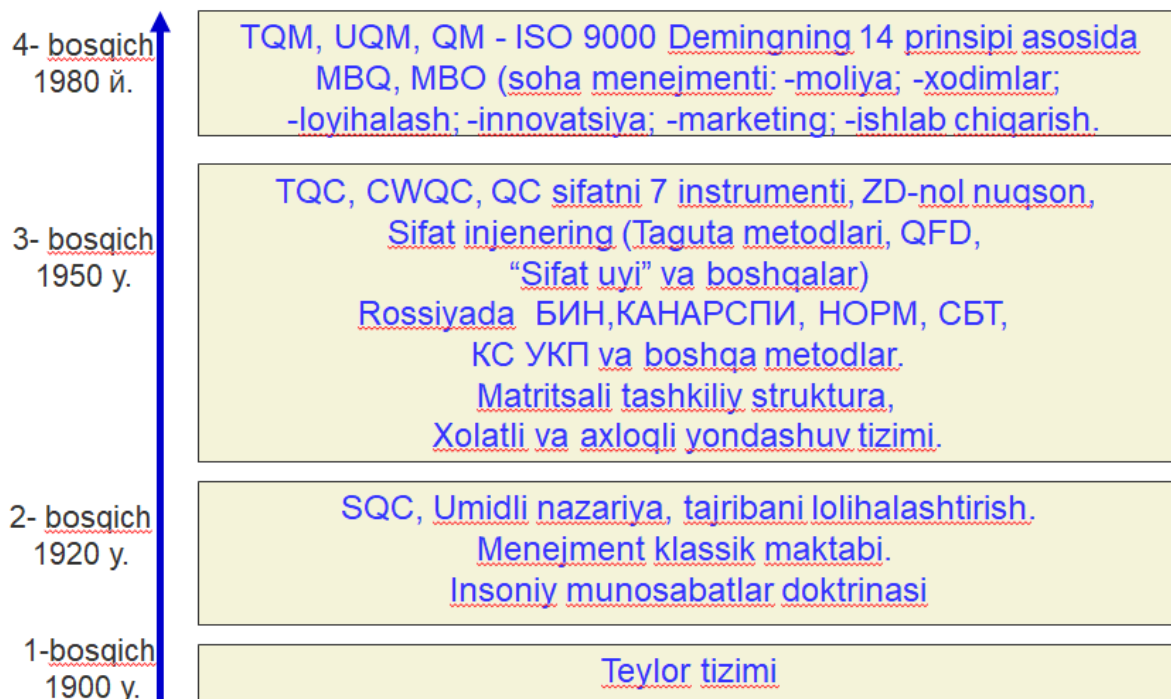 4- bosqich
1980 й.
TQM, UQM, QM - ISO 9000 Demingning 14 prinsipi asosida
MBQ, MBO (soha menejmenti: -moliya; -xodimlar;
-loyihalash; -innovatsiya; -marketing; -ishlab chiqarish.
3- bosqich
1950 y.
TQC, CWQC, QC sifatni 7 instrumenti, ZD-nol nuqson,
Sifat injenering (Taguta metodlari, QFD,
“Sifat uyi” va boshqalar)
Rossiyada БИН,КАНАРСПИ, НОРМ, СБТ,
КС УКП va boshqa metodlar.
Matritsali tashkiliy struktura,
Xolatli va axloqli yondashuv tizimi.
2- bosqich
1920 y.
SQC, Umidli nazariya, tajribani lolihalashtirish.
Menejment klassik maktabi.
Insoniy munosabatlar doktrinasi
1-bosqich
1900 y.
Teylor tizimi